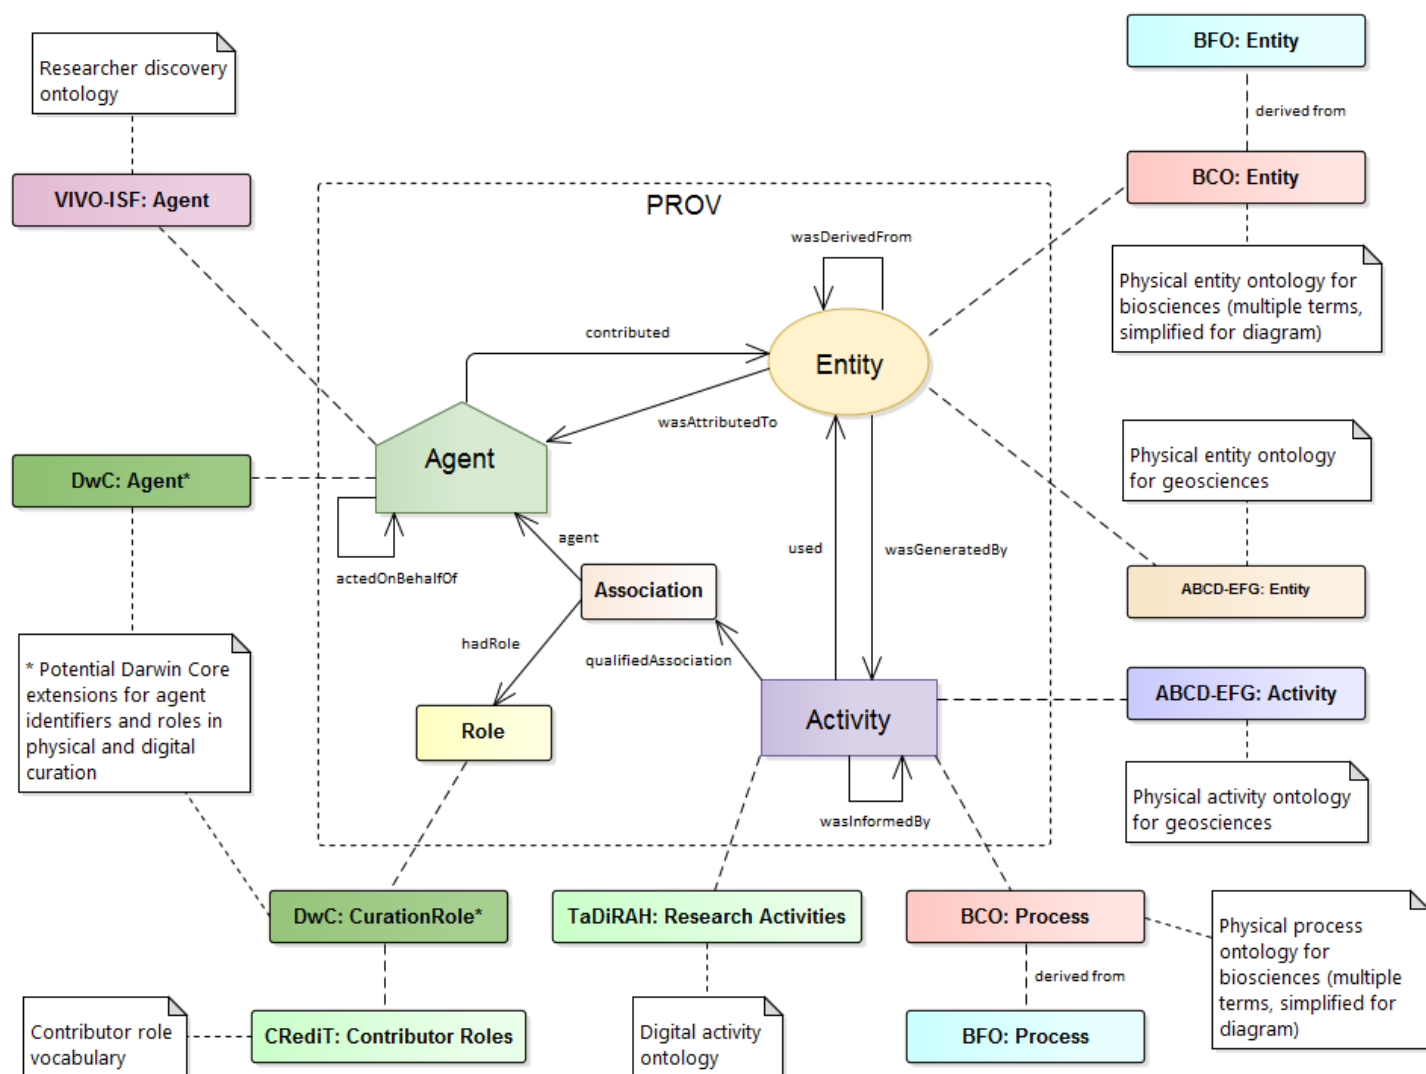 Researcher discovery
ontology
BFO: Entity
derived from
VIVO-ISF: Agent
BCO: Entity
PROV
wasDerivedFrom
Physical entity ontology for
biosciences (multiple terms,
simplified for diagram)
contributed
Entity
wasAttributedTo
Agent
DwC: Agent*
Physical entity ontology
for geosciences
actedOnBehalfOf
agent
used
wasGeneratedBy
Association
ABCD-EFG: Entity
hadRole
qualifiedAssociation
* Potential Darwin Core
extensions for agent
identifiers and roles in
physical and digital
curation
Role
Activity
ABCD-EFG: Activity
wasInformedBy
Physical activity ontology
for geosciences
DwC: CurationRole*
TaDiRAH: Research Activities
BCO: Process
Physical process
ontology for
biosciences (multiple
terms, simplified for
diagram)
derived from
Contributor role
vocabulary
CRediT: Contributor Roles
Digital activity
ontology
BFO: Process